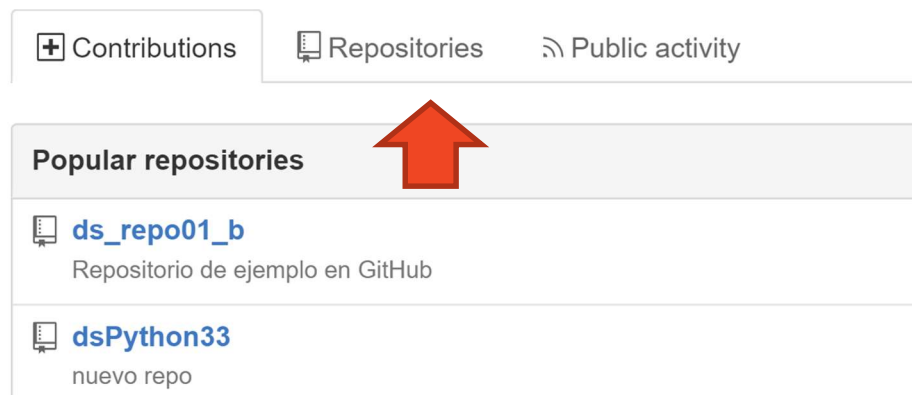 Contributions Repositories Public activity
Popular repositories
ds_repo01_b
Repositorio de ejemplo en GitHub
dsPython33
nuevo repo